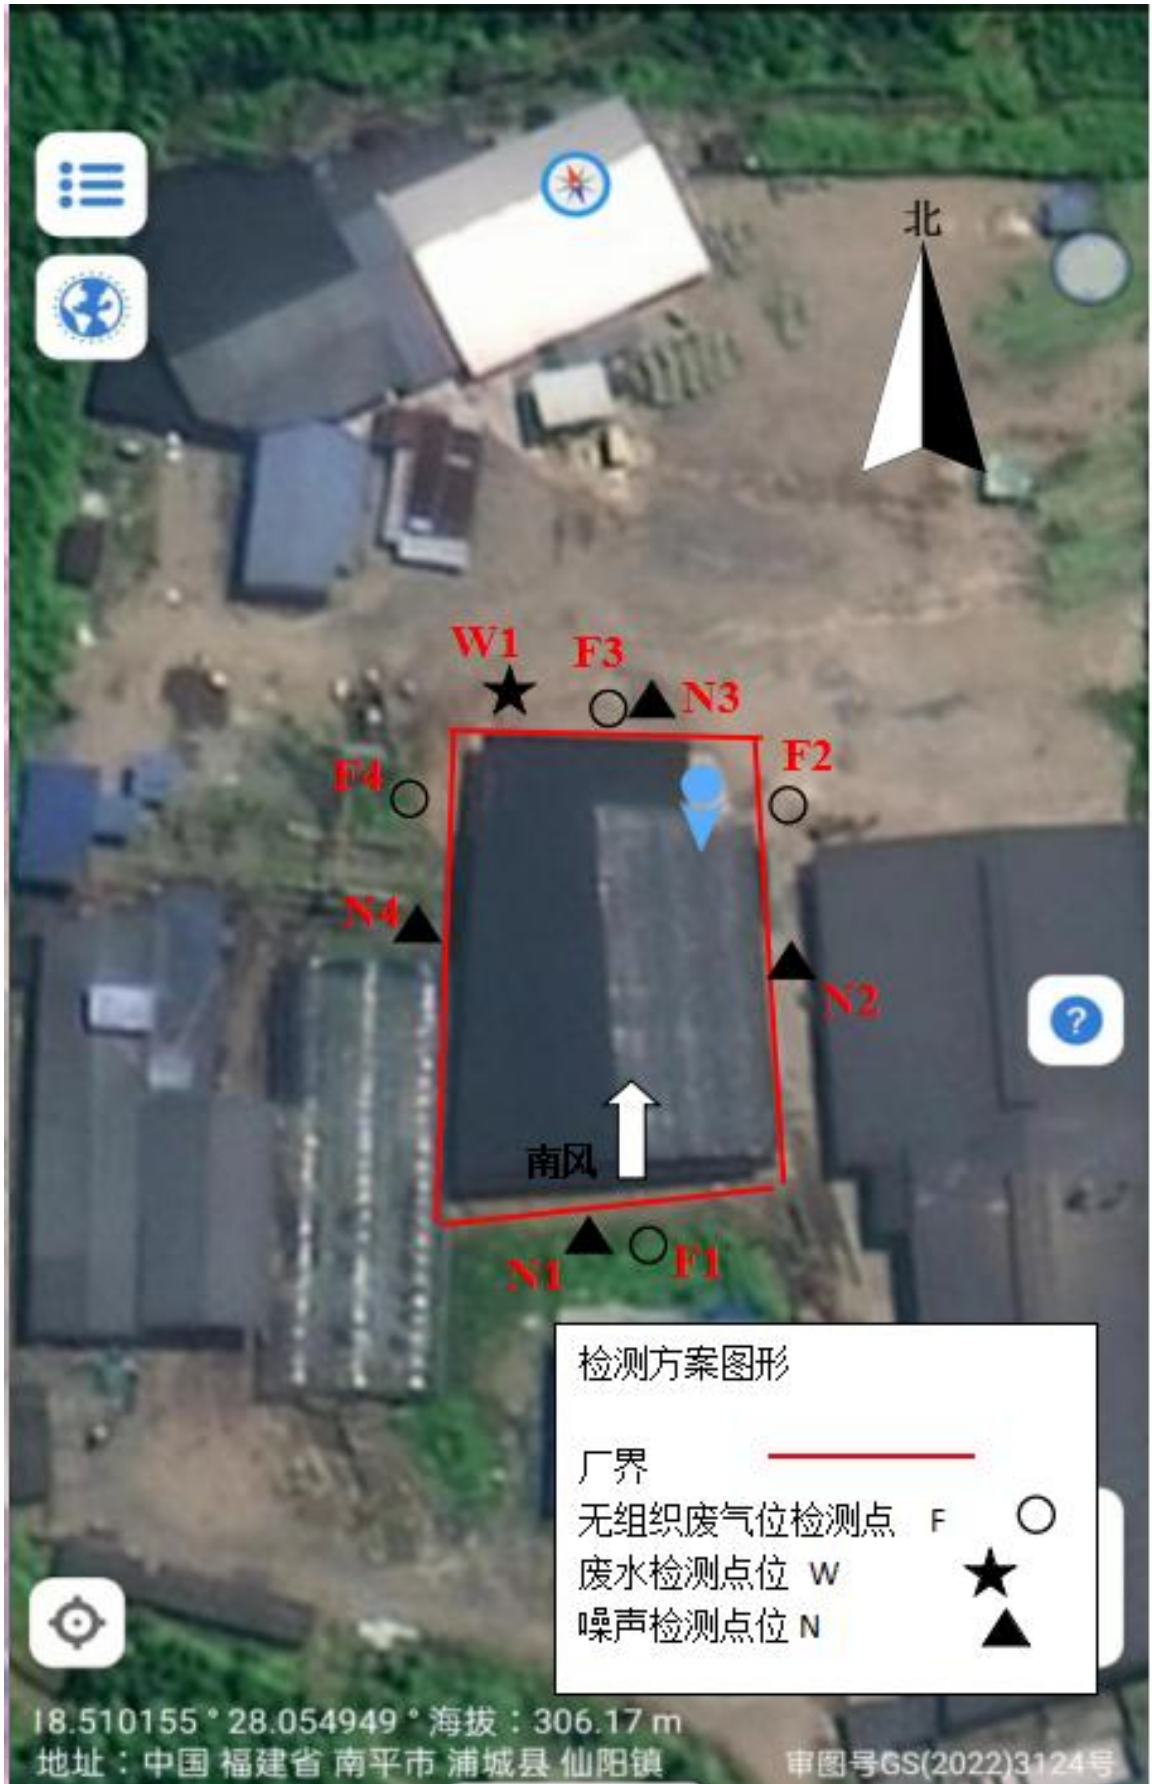 北
W1
F3
N3
F2
F4
N4
N2
南风
N1
F1
检测方案图形
厂界
无组织废气位检测点 F
废水检测点位 W
噪声检测点位 N
?
18.510155° 28.054949° 海拔：306.17 m
地址：中国 福建省 南平市 浦城县 仙阳镇
审图号GS(2022)3124号